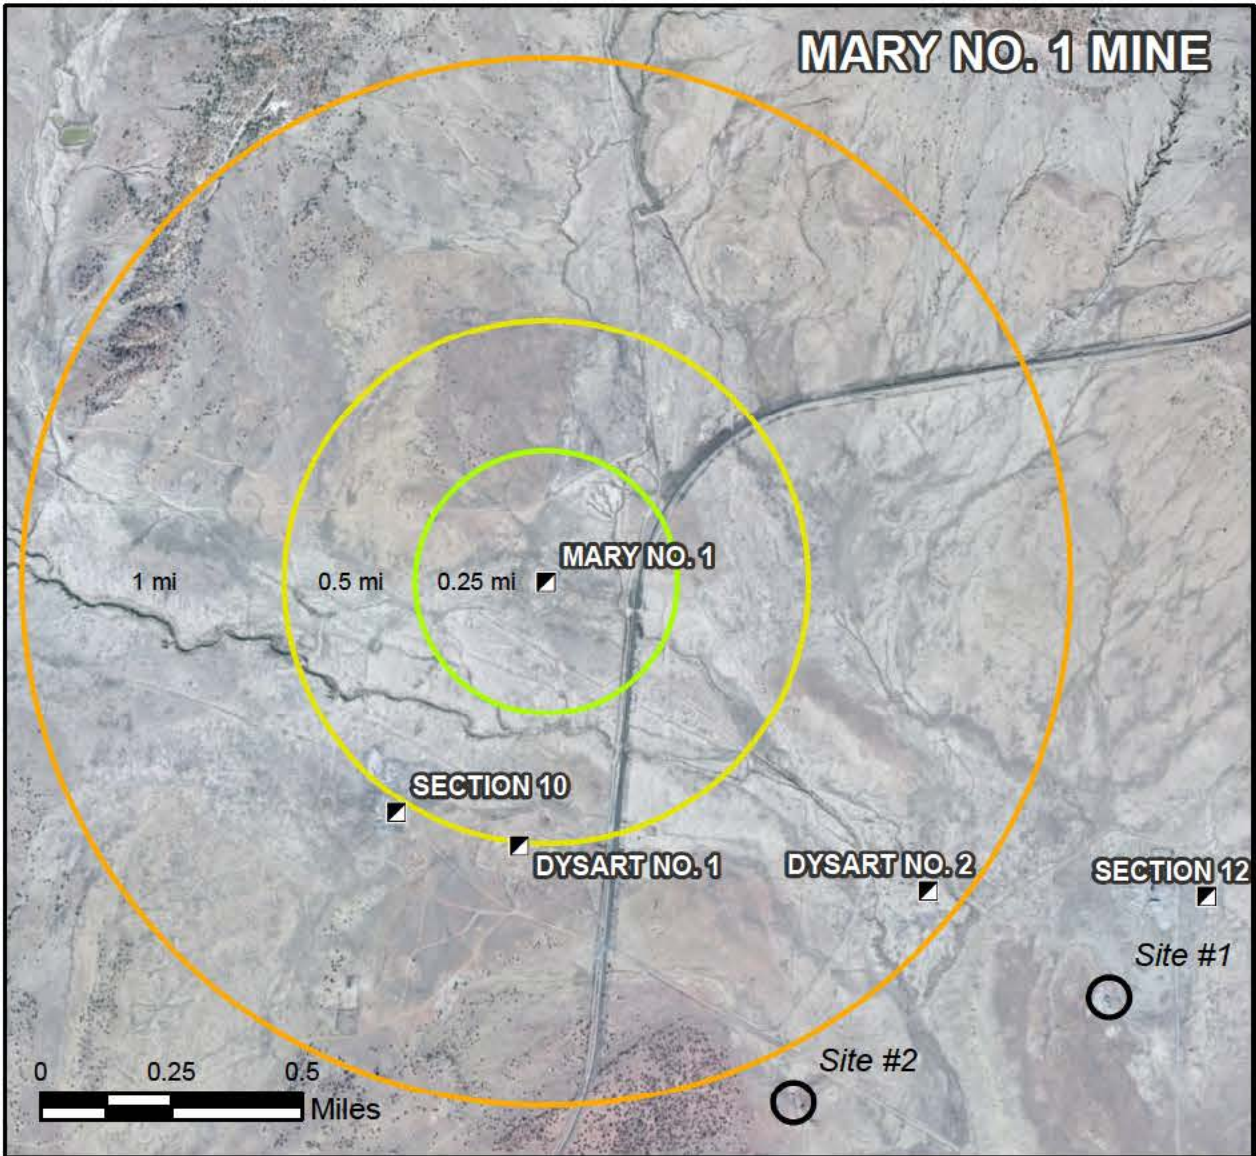 MARY NO. 1 MINE
MARY NO. 1
1 mi
0.5 mi
0.25 mi
SECTION 10
DYSART NO. 1
DYSART NO. 2
SECTION 12
Site #1
Site #2
0 0.25 0.5
Miles